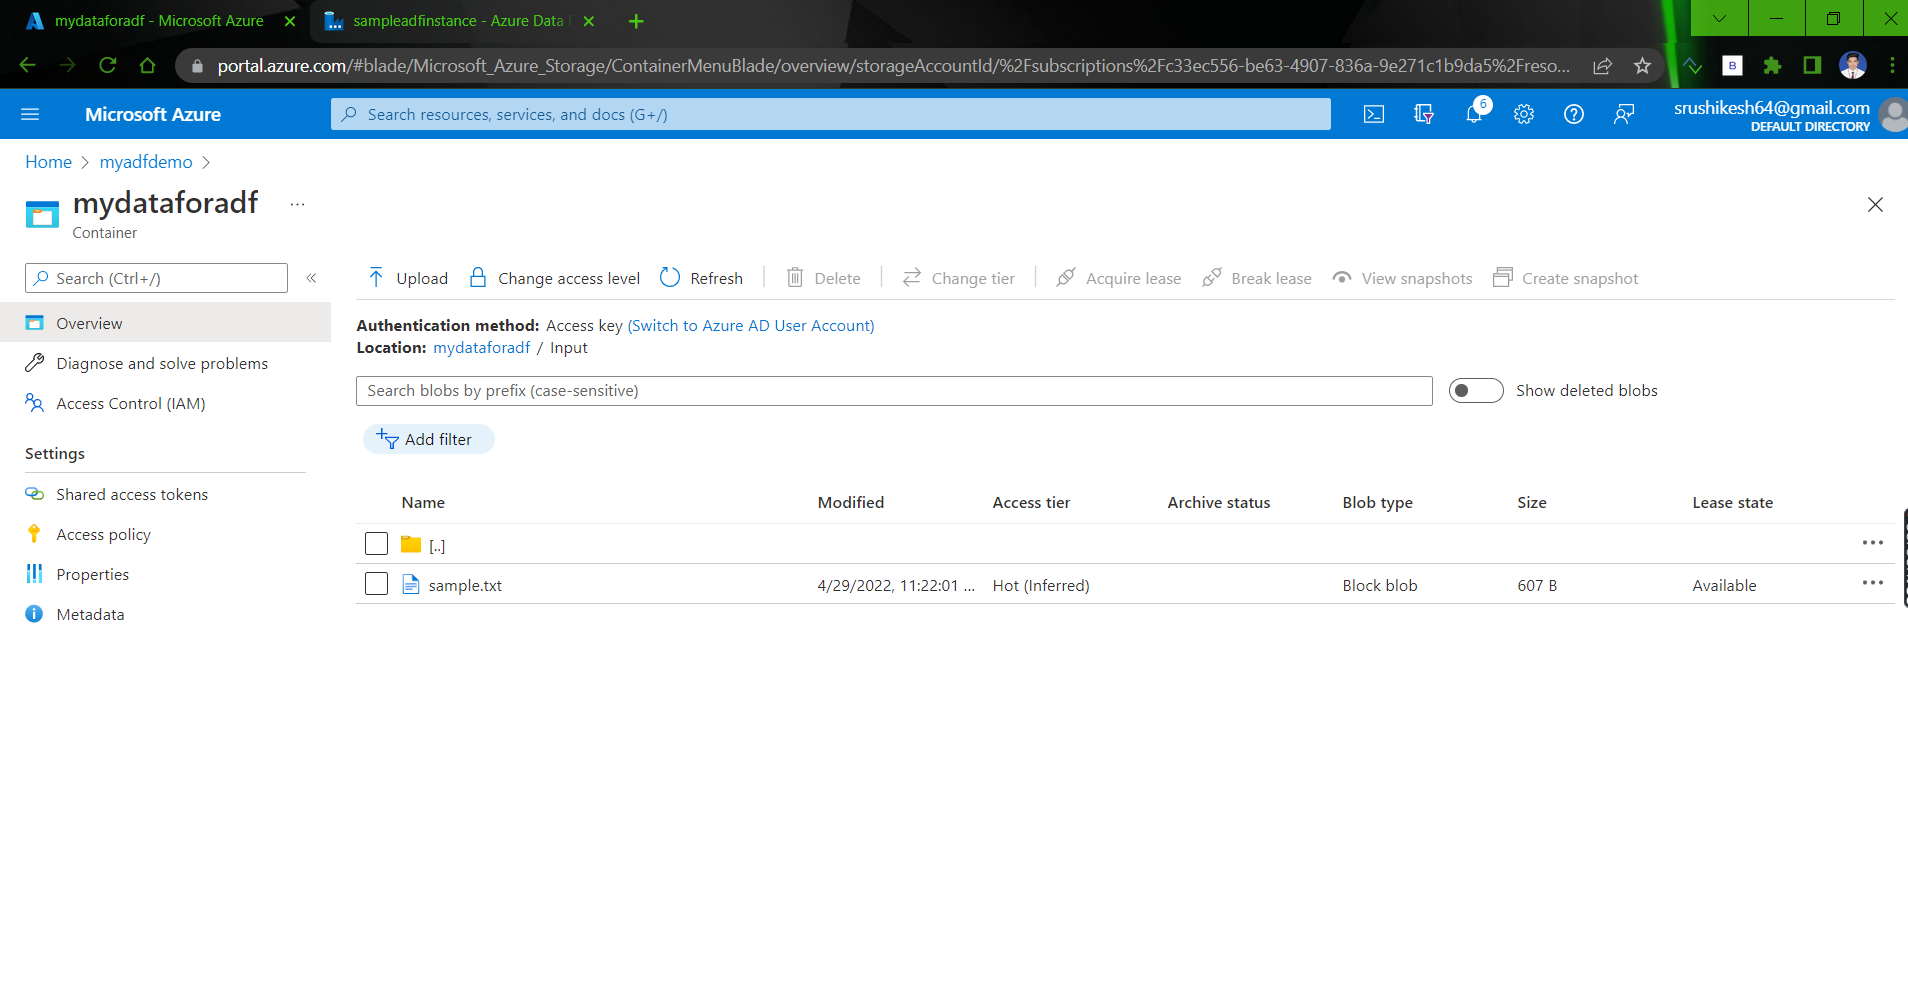 mydataforadf - Microsoft Azure
sampleadfinstance - Azure Data
portal.azure.com/#blade/Microsoft_Azure_Storage/ContainerMenuBlade/overview/storageAccountId/%2Fsubscriptions%2Fc33ec556-be63-4907-836a-9e271c1b9da5%2Freso...
B
Microsoft Azure
Search resources, services, and docs (G+/)
6
srushikesh64@gmail.com
DEFAULT DIRECTORY
Home > myadfdemo >
mydataforadf ...
Container
Search (Ctrl+/) «
Upload Change access level Refresh Delete Change tier Acquire lease Break lease View snapshots Create snapshot
Overview
Diagnose and solve problems
Access Control (IAM)
Settings
Shared access tokens
Access policy
Properties
Metadata
Authentication method: Access key (Switch to Azure AD User Account)
Location: mydataforadf / Input
Search blobs by prefix (case-sensitive)
Show deleted blobs
Add filter
Name Modified Access tier Archive status Blob type Size Lease state
[..] ...
sample.txt 4/29/2022, 11:22:01 ... Hot (Inferred) Block blob 607 B Available ...